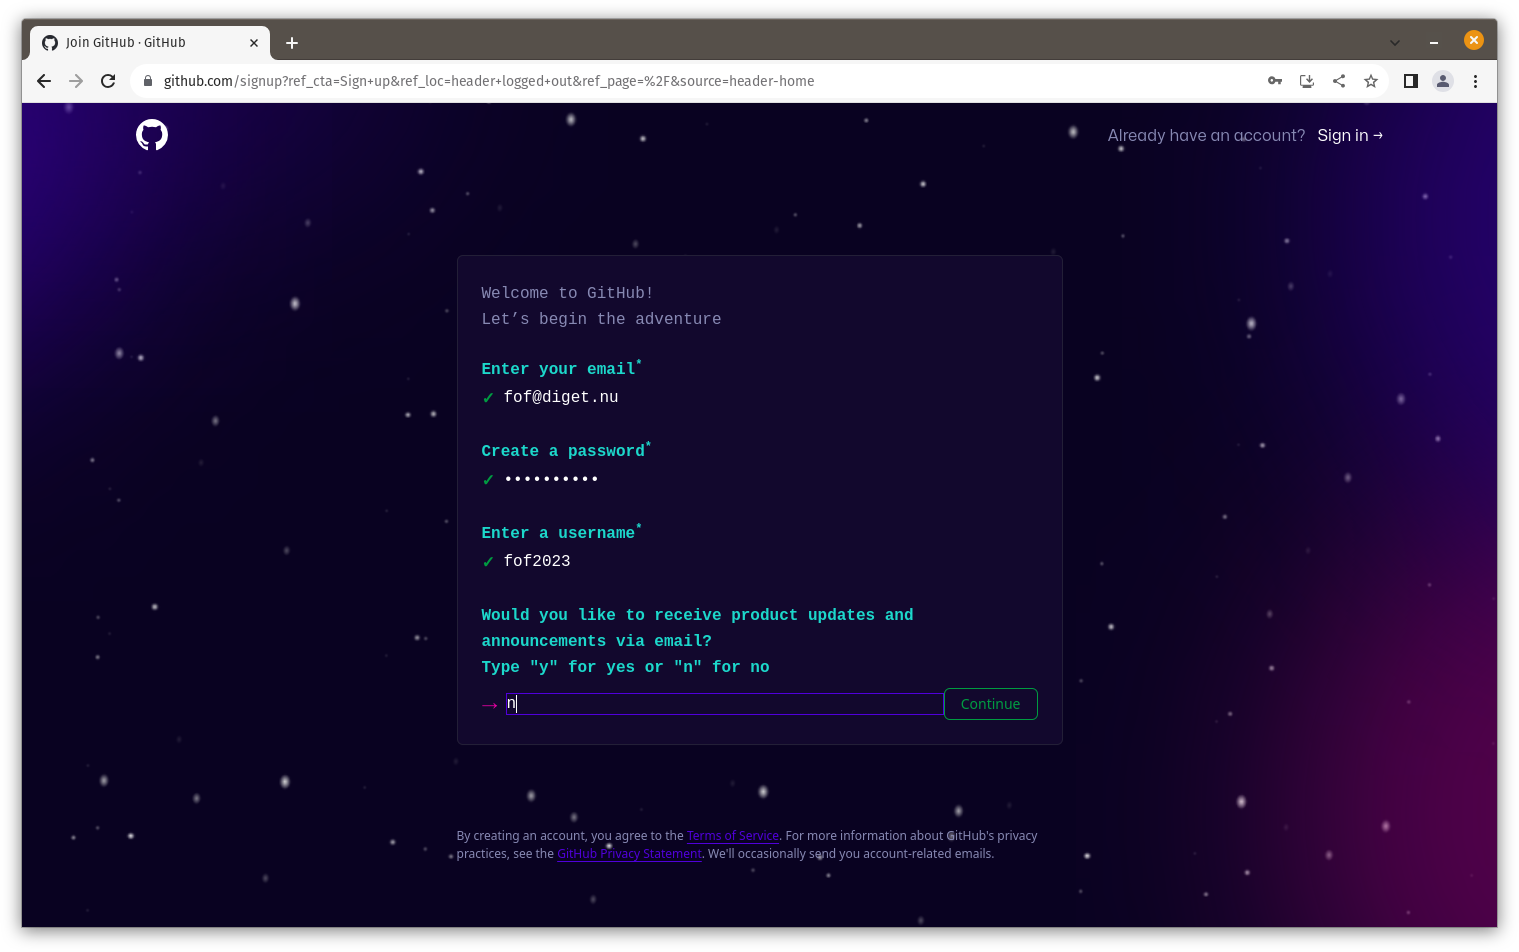 Join GitHub · GitHub
github.com/signup?ref_cta=Sign+up&ref_loc=header+logged+out&ref_page=%2F&source=header-home
Already have an account? Sign in →
Welcome to GitHub!
Let’s begin the adventure
Enter your email*
✓ fof@diget.nu
Create a password*
✓ ••••••••••
Enter a username*
✓ fof2023
Would you like to receive product updates and
announcements via email?
Type "y" for yes or "n" for no
→ n Continue
By creating an account, you agree to the Terms of Service. For more information about GitHub's privacy
practices, see the GitHub Privacy Statement. We'll occasionally send you account-related emails.